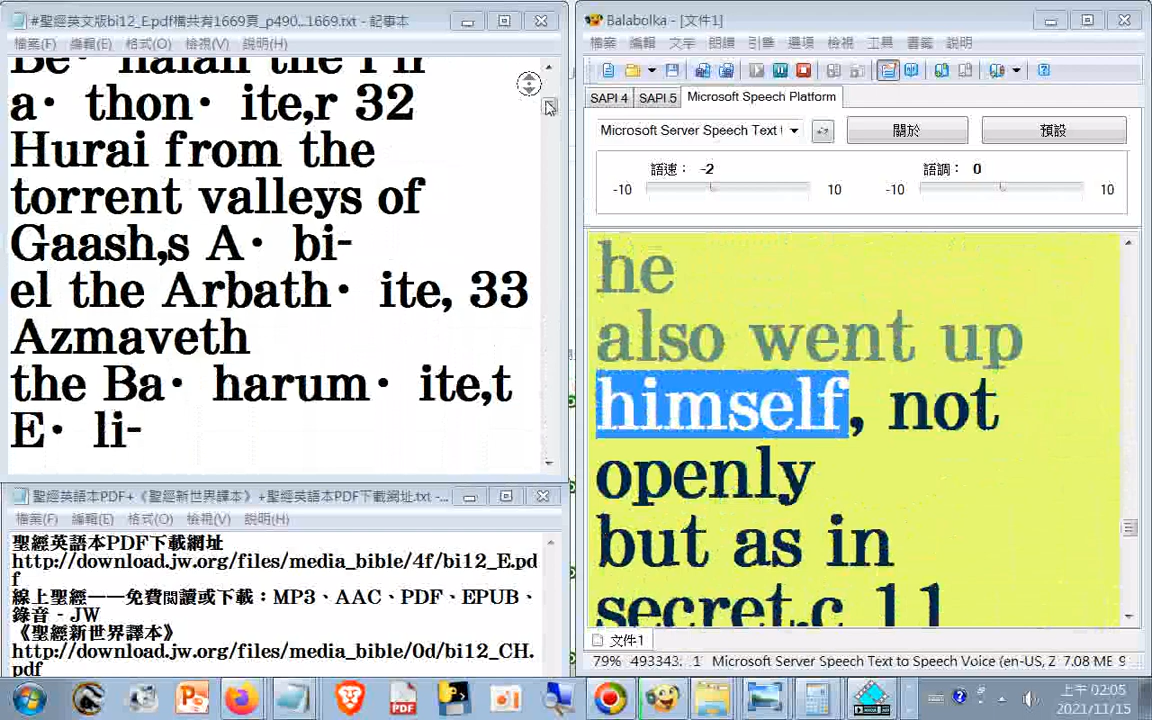 #聖經英文版bi12_E.pdf檔共有1669頁_p490...1669.txt - 記事本
檔案(F) 編輯(E) 格式(O) 檢視(V) 說明(H)
a· thon· ite,r 32
Hurai from the
torrent valleys of
Gaash,s A· bi-
el the Arbath· ite, 33
Azmaveth
the Ba· harum· ite,t
E· li-
聖經英語本PDF+《聖經新世界譯本》+聖經英語本PDF下載網址.txt - ...
檔案(F) 編輯(E) 格式(O) 檢視(V) 說明(H)
聖經英語本PDF下載網址
http://download.jw.org/files/media_bible/4f/bi12_E.pd
f
線上聖經——免費閱讀或下載：MP3、AAC、PDF、EPUB、
錄音 - JW
《聖經新世界譯本》
http://download.jw.org/files/media_bible/0d/bi12_CH.
pdf
Balabolka - [文件1]
檔案 編輯 文字 朗讀 引擎 選項 檢視 工具 書籤 說明
SAPI 4 SAPI 5 Microsoft Speech Platform
Microsoft Server Speech Text 關於 預設
語速： -2 語調： 0
-10 10 -10 10
he
also went up
himself, not
openly
but as in
secret.c 11
文件1
79% 493343. 1 Microsoft Server Speech Text to Speech Voice (en-US, Z 7.08 ME 9
上午 02:05
2021/11/15